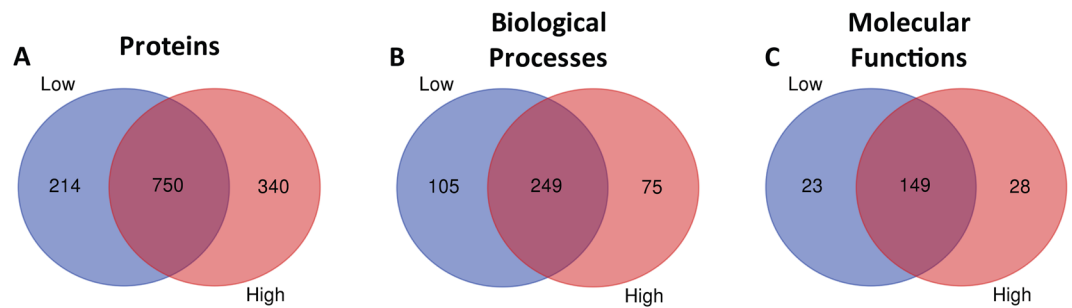 A
Proteins
Low
214
750
340
High
B
Biological
Processes
Low
105
249
75
High
C
Molecular
Functions
Low
23
149
28
High